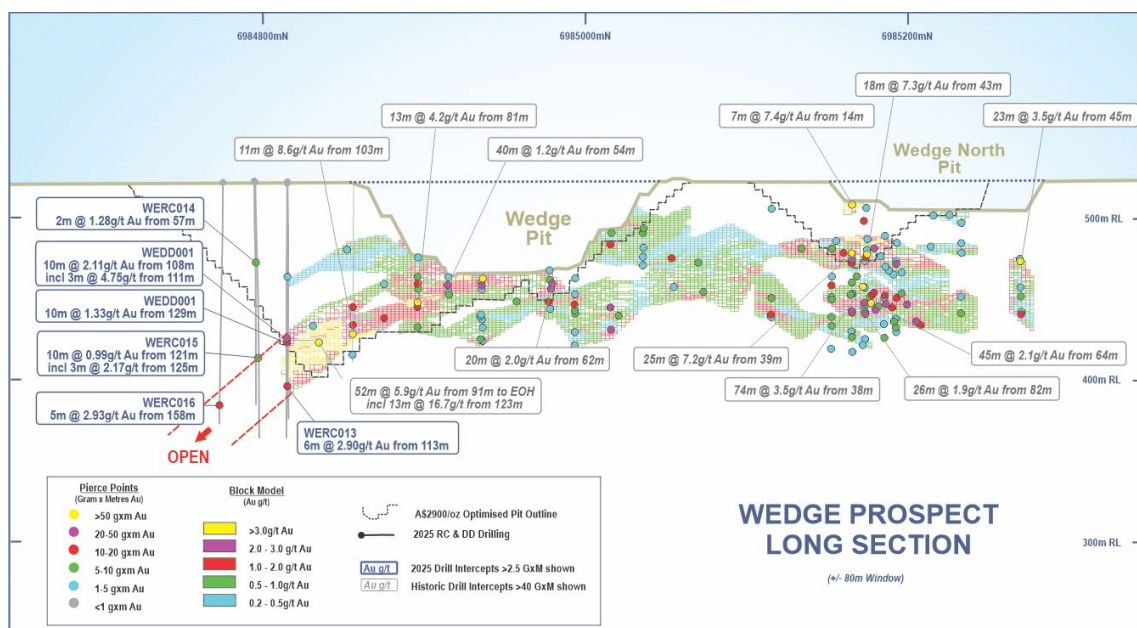 6984800mN
6985000mN
6985200mN
18m @ 7.3g/t Au from 43m
13m @ 4.2g/t Au from 81m
7m @ 7.4g/t Au from 14m
23m @ 3.5g/t Au from 45m
11m @ 8.6g/t Au from 103m
40m @ 1.2g/t Au from 54m
Wedge North
Pit
Wedge
Pit
WERC014
2m @ 1.28g/t Au from 57m
500m RL
WEDD001
10m @ 2.11g/t Au from 108m
incl 3m @ 4.75g/t from 111m
WEDD001
10m @ 1.33g/t Au from 129m
WERC015
10m @ 0.99g/t Au from 121m
incl 3m @ 2.17g/t from 125m
20m @ 2.0g/t Au from 62m
25m @ 7.2g/t Au from 39m
45m @ 2.1g/t Au from 64m
400m RL
52m @ 5.9g/t Au from 91m to EOH
incl 13m @ 16.7g/t from 123m
74m @ 3.5g/t Au from 38m
26m @ 1.9g/t Au from 82m
WERC016
5m @ 2.93g/t Au from 158m
WERC013
6m @ 2.90g/t Au from 113m
OPEN
Pierce Points
(Gram x Metres Au)
>50 gxm Au
20-50 gxm Au
10-20 gxm Au
5-10 gxm Au
1-5 gxm Au
<1 gxm Au
Block Model
(Au g/t)
>3.0g/t Au
2.0 - 3.0 g/t Au
1.0 - 2.0 g/t Au
0.5 - 1.0g/t Au
0.2 - 0.5g/t Au
A$2900/oz Optimised Pit Outline
2025 RC & DD Drilling
Au g/t
2025 Drill Intercepts >2.5 GxM shown
Au g/t
Historic Drill Intercepts >40 GxM shown
WEDGE PROSPECT
LONG SECTION
(+/- 80m Window)
300m RL